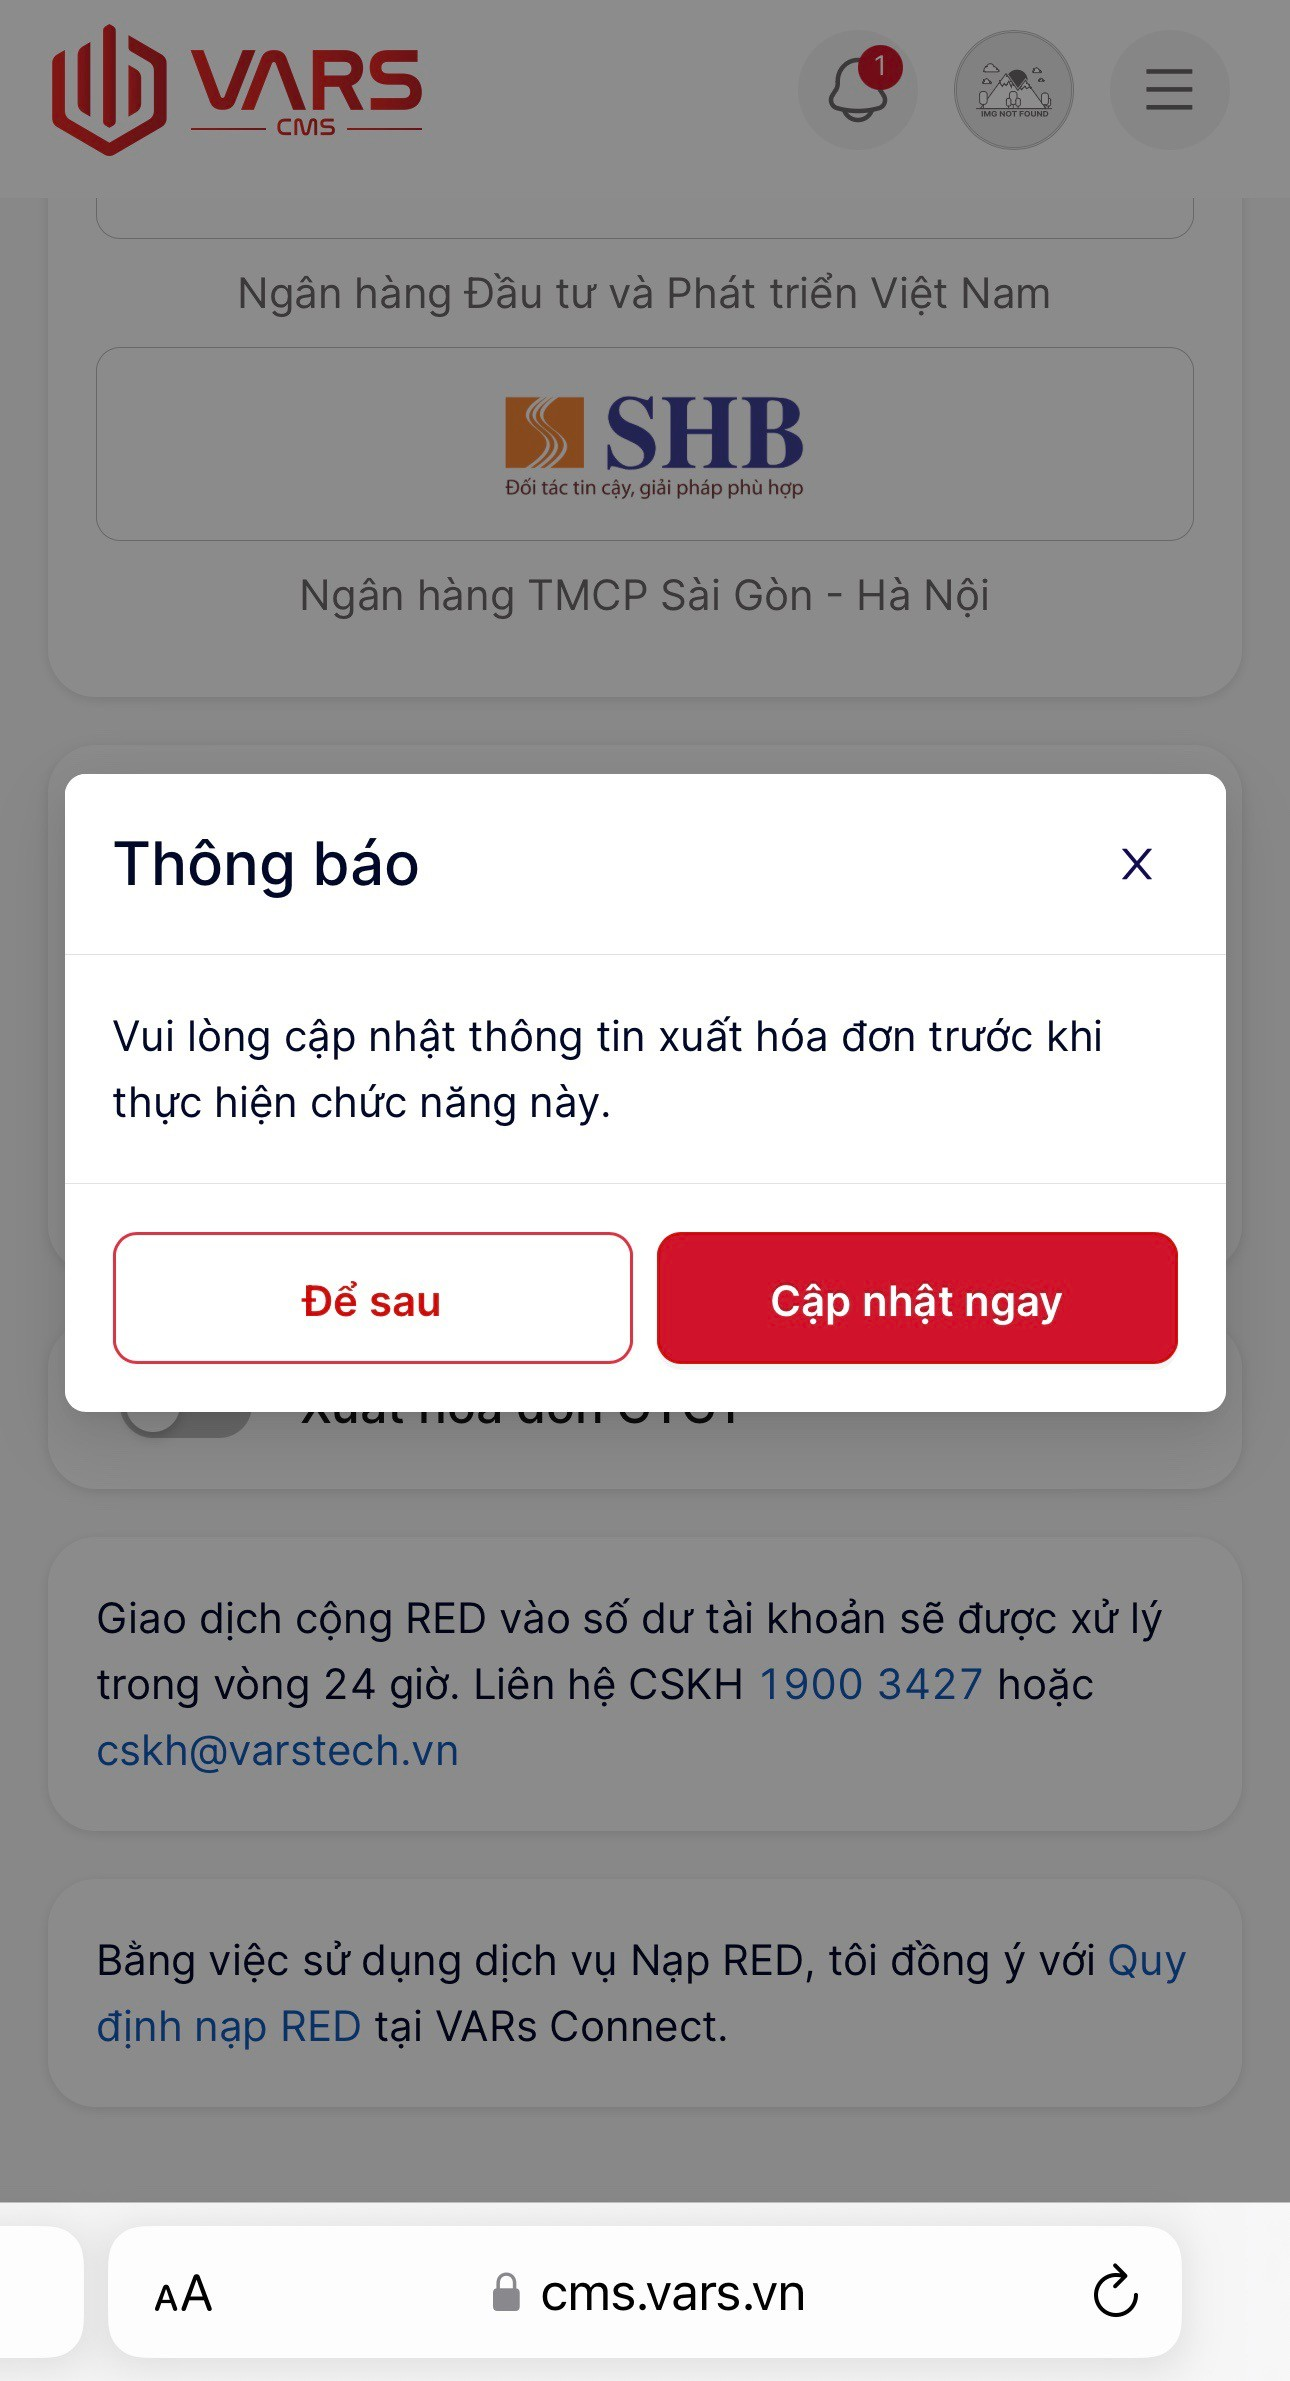 VARS
CMS
1
IMG NOT FOUND
Ngân hàng Đầu tư và Phát triển Việt Nam
SHB
Đối tác tin cậy, giải pháp phù hợp
Ngân hàng TMCP Sài Gòn - Hà Nội
Thông báo
X
Vui lòng cập nhật thông tin xuất hóa đơn trước khi
thực hiện chức năng này.
Để sau
Cập nhật ngay
Giao dịch cộng RED vào số dư tài khoản sẽ được xử lý
trong vòng 24 giờ. Liên hệ CSKH 1900 3427 hoặc
cskh@varstech.vn
Bằng việc sử dụng dịch vụ Nạp RED, tôi đồng ý với Quy
định nạp RED tại VARs Connect.
AA
cms.vars.vn